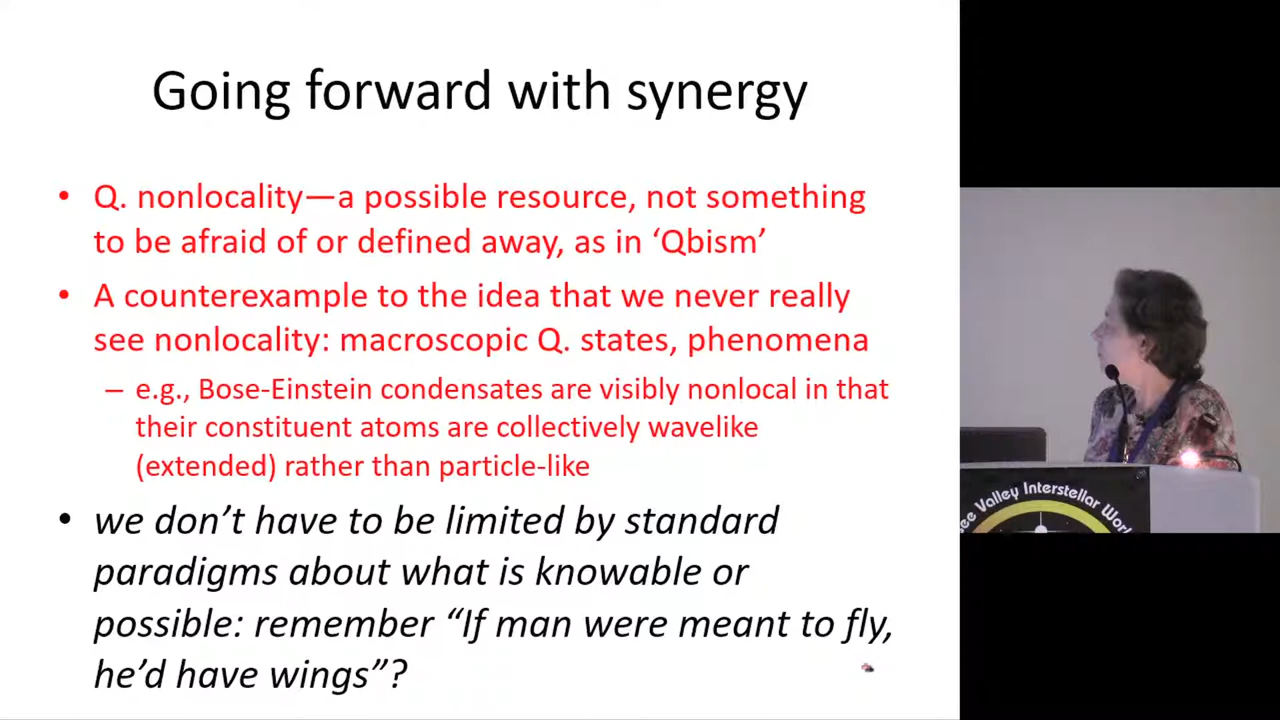 Going forward with synergy
• Q. nonlocality—a possible resource, not something
to be afraid of or defined away, as in ‘Qbism’
• A counterexample to the idea that we never really
see nonlocality: macroscopic Q. states, phenomena
– e.g., Bose-Einstein condensates are visibly nonlocal in that
their constituent atoms are collectively wavelike
(extended) rather than particle-like
• we don’t have to be limited by standard
paradigms about what is knowable or
possible: remember “If man were meant to fly,
he’d have wings”?
see Valley Interstellar Work